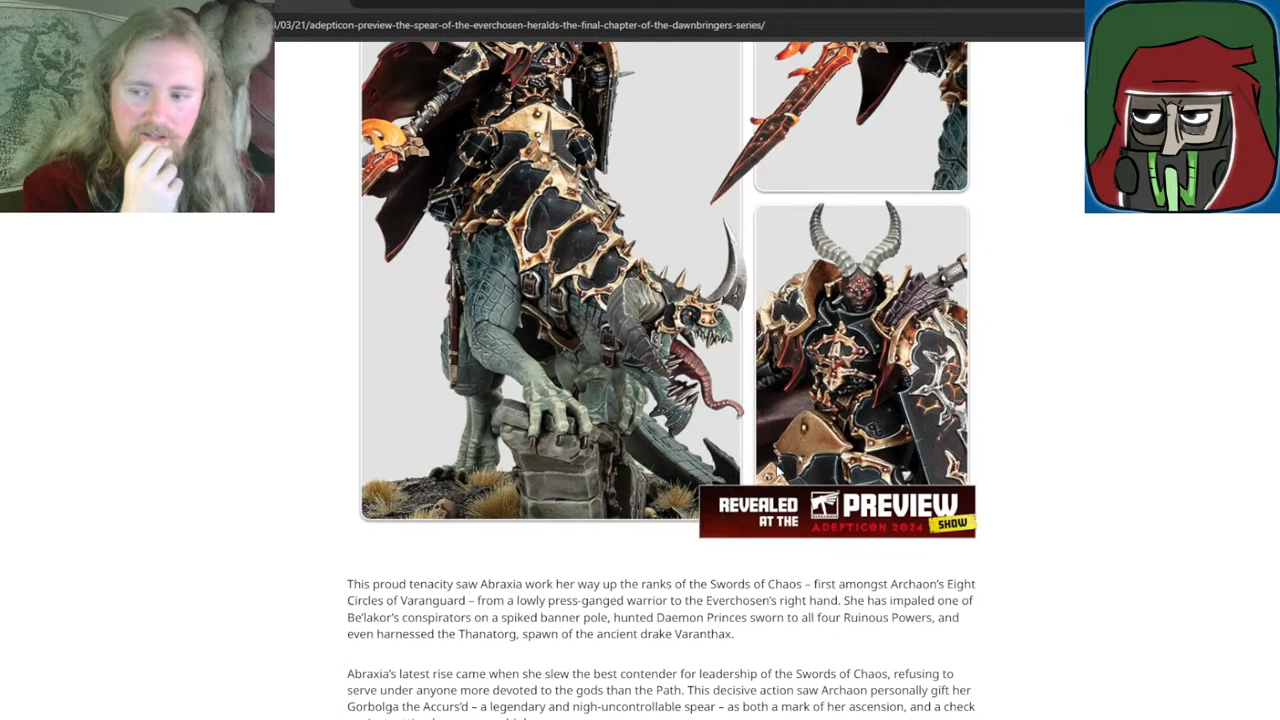 /03/21/adepticon-preview-the-spear-of-the-everchosen-heralds-the-final-chapter-of-the-dawnbringers-series/
REVEALED
AT THE
PREVIEW
ADEPTICON 2024
SHOW
This proud tenacity saw Abraxia work her way up the ranks of the Swords of Chaos – first amongst Archaon's Eight
Circles of Varanguard – from a lowly press-ganged warrior to the Everchosen's right hand. She has impaled one of
Be'lakor's conspirators on a spiked banner pole, hunted Daemon Princes sworn to all four Ruinous Powers, and
even harnessed the Thanatorg, spawn of the ancient drake Varanthax.
Abraxia's latest rise came when she slew the best contender for leadership of the Swords of Chaos, refusing to
serve under anyone more devoted to the gods than the Path. This decisive action saw Archaon personally gift her
Gorbolga the Accurs'd – a legendary and nigh-uncontrollable spear – as both a mark of her ascension, and a check